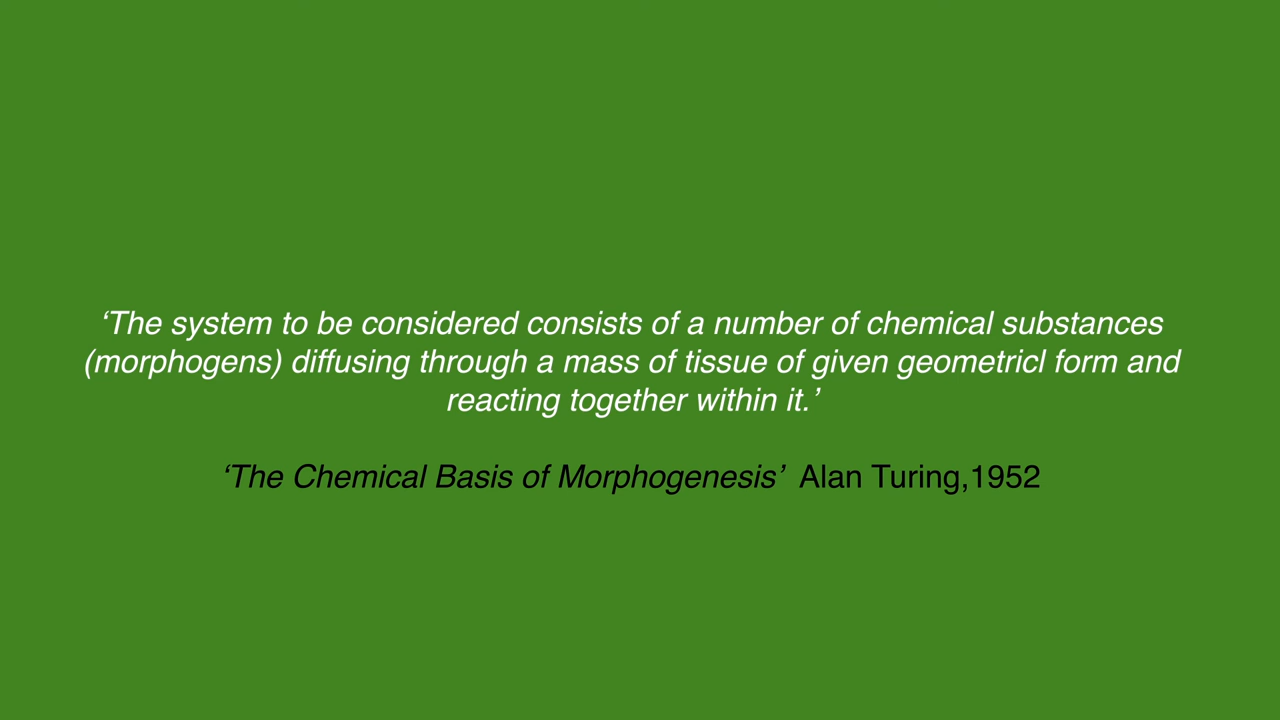 ‘The system to be considered consists of a number of chemical substances
(morphogens) diffusing through a mass of tissue of given geometricl form and
reacting together within it.’
‘The Chemical Basis of Morphogenesis’ Alan Turing,1952